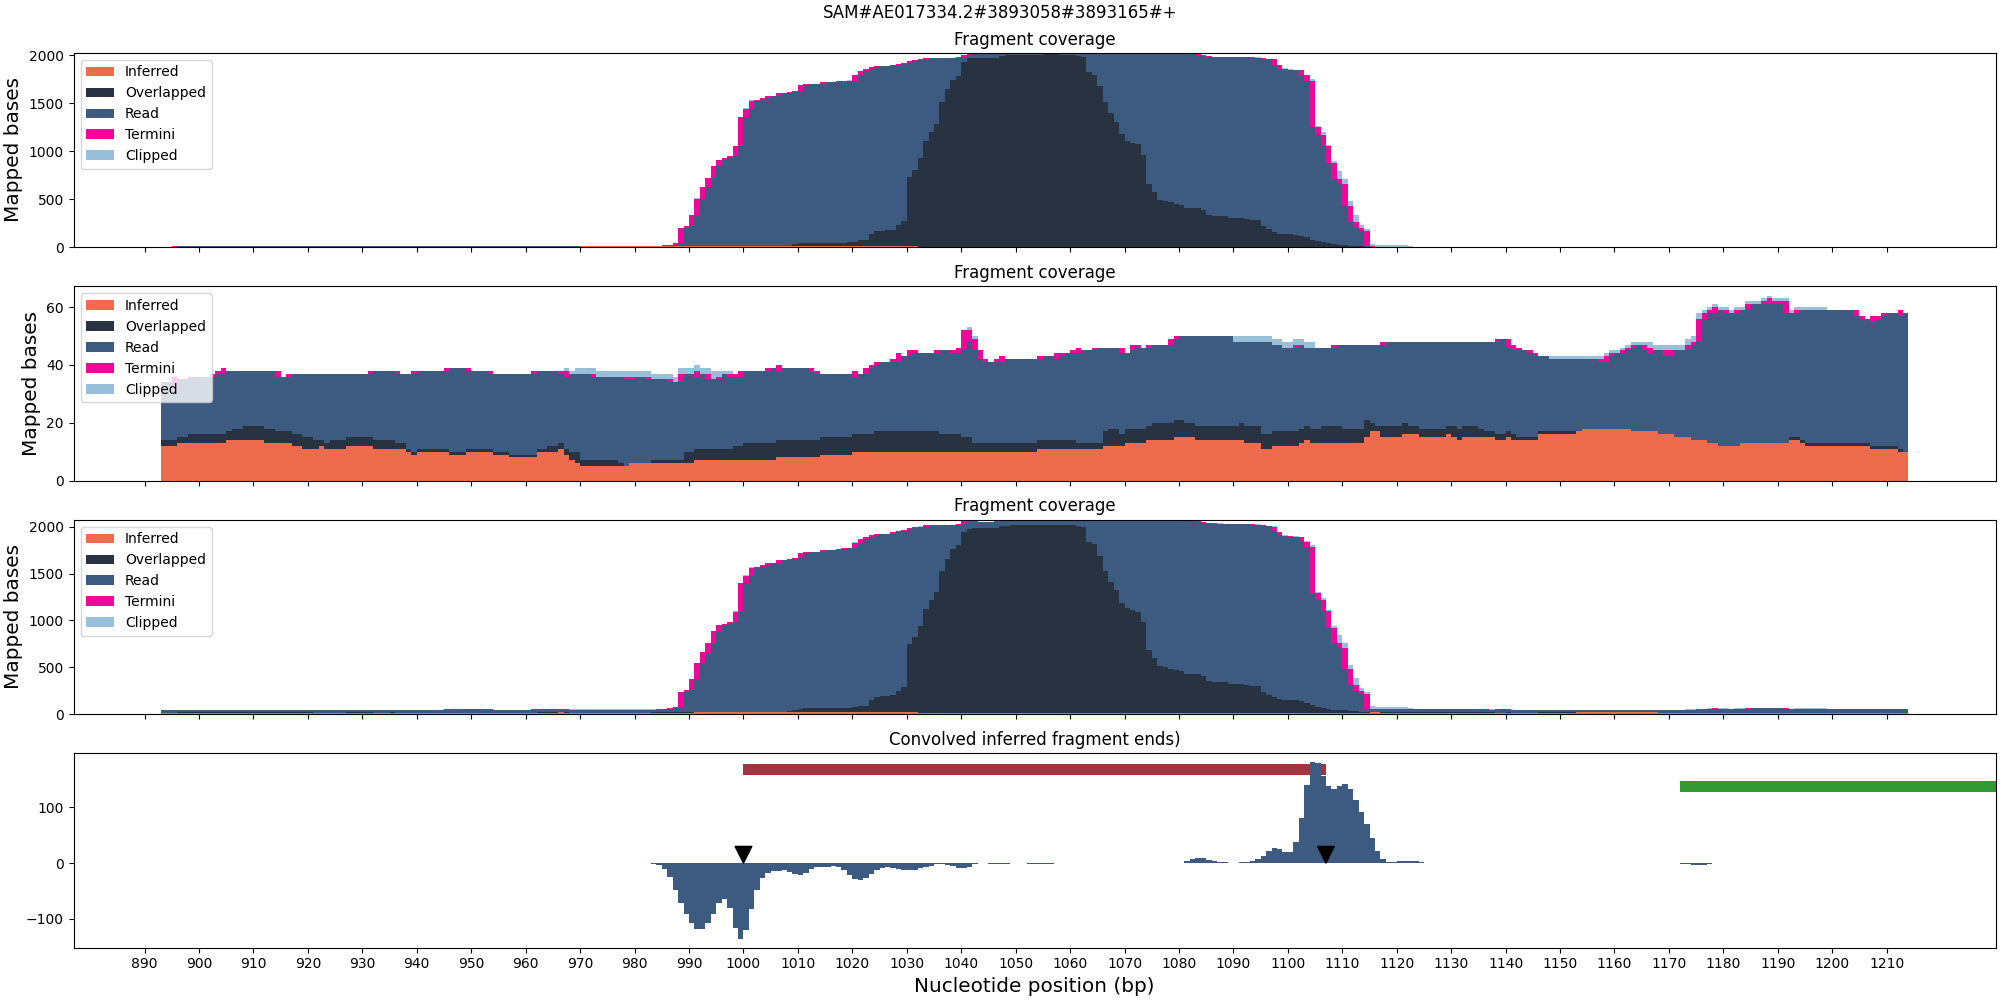 SAM#AE017334.2#3893058#3893165#+
Fragment coverage
Mapped bases
2000
1500
1000
500
0
Inferred
Overlapped
Read
Termini
Clipped
Fragment coverage
Mapped bases
60
40
20
0
Inferred
Overlapped
Read
Termini
Clipped
Fragment coverage
Mapped bases
2000
1500
1000
500
0
Inferred
Overlapped
Read
Termini
Clipped
Convolved inferred fragment ends)
100
0
−100
890 900 910 920 930 940 950 960 970 980 990 1000 1010 1020 1030 1040 1050 1060 1070 1080 1090 1100 1110 1120 1130 1140 1150 1160 1170 1180 1190 1200 1210
Nucleotide position (bp)